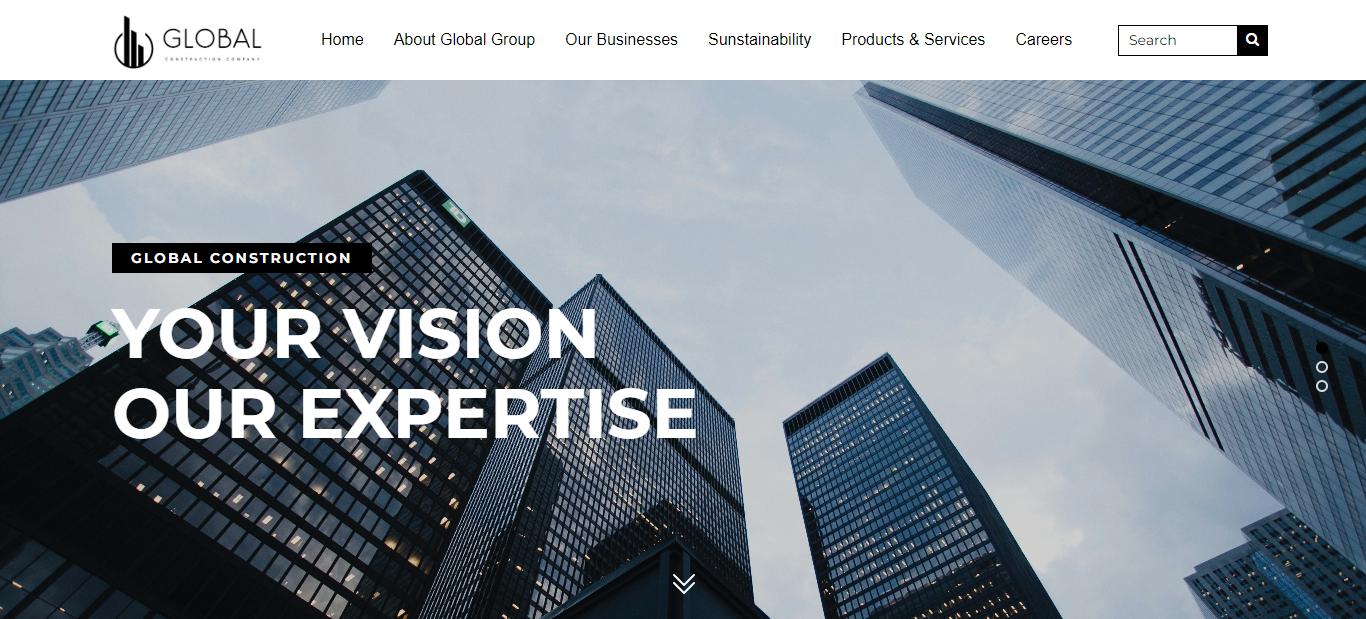 GLOBAL
CONSTRUCTION COMPANY
Home
About Global Group
Our Businesses
Sunstainability
Products & Services
Careers
Search
GLOBAL CONSTRUCTION
YOUR VISION
OUR EXPERTISE